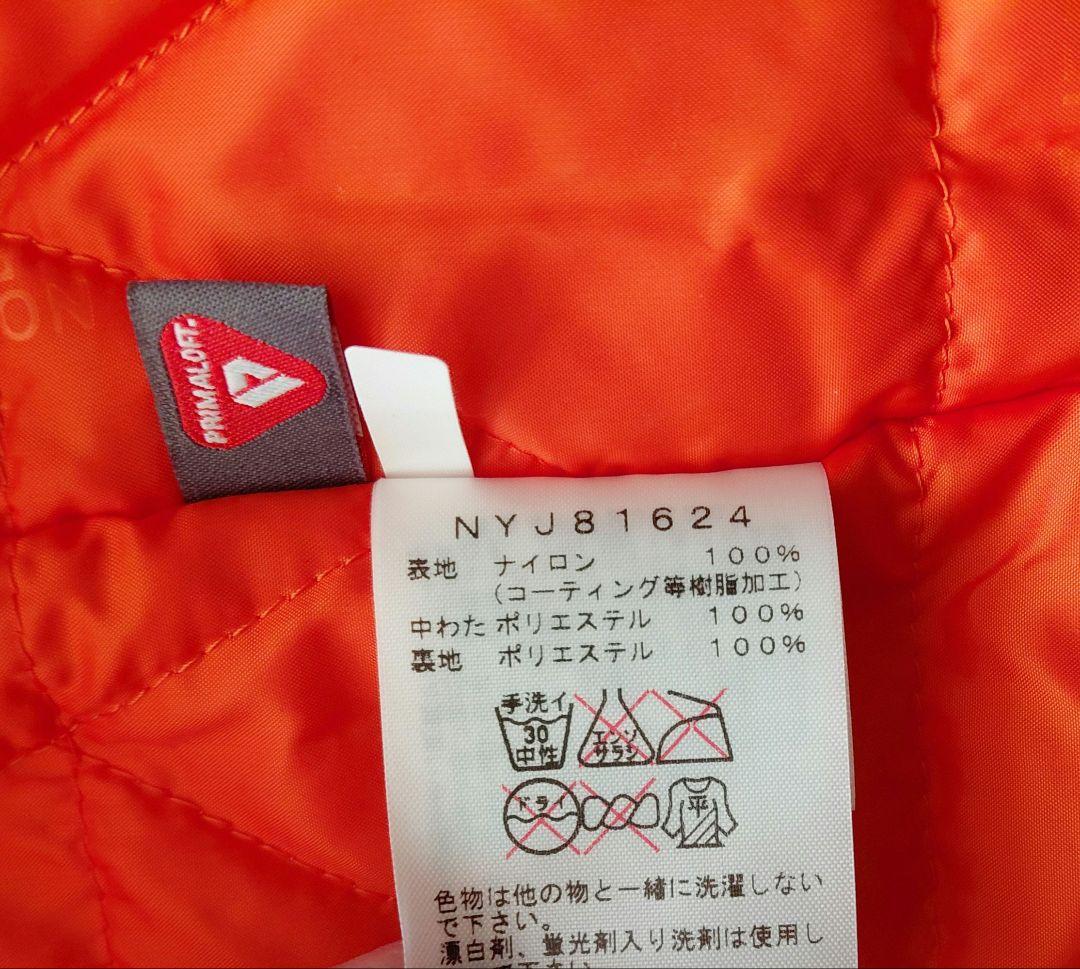 PRIMALOFT
NYJ81624
表地 ナイロン 100%
(コーティング等樹脂加工)
中わた ポリエステル 100%
裏地 ポリエステル 100%
手洗イ
30
中性
エンソ
サラシ
ドライ
平
色物は他の物と一緒に洗濯しない
で下さい。
漂白剤、蛍光剤入り洗剤は使用し